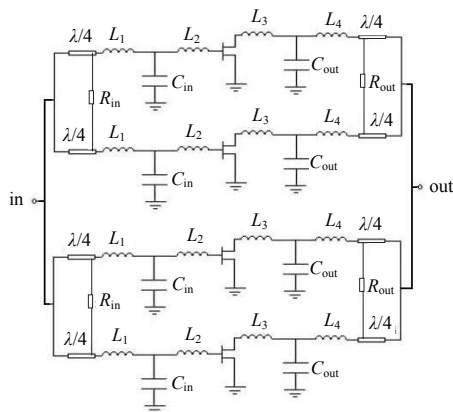 L3 L4
λ/4 L1 L2 λ/4
Cin Cout
Rin Rout
L3 L4
λ/4 L1 L2 λ/4
Cin Cout
in out
L3 L4
λ/4 L1 L2 λ/4
Cin Cout
Rin Rout
L3 L4
λ/4 L1 L2 λ/4
Cin Cout